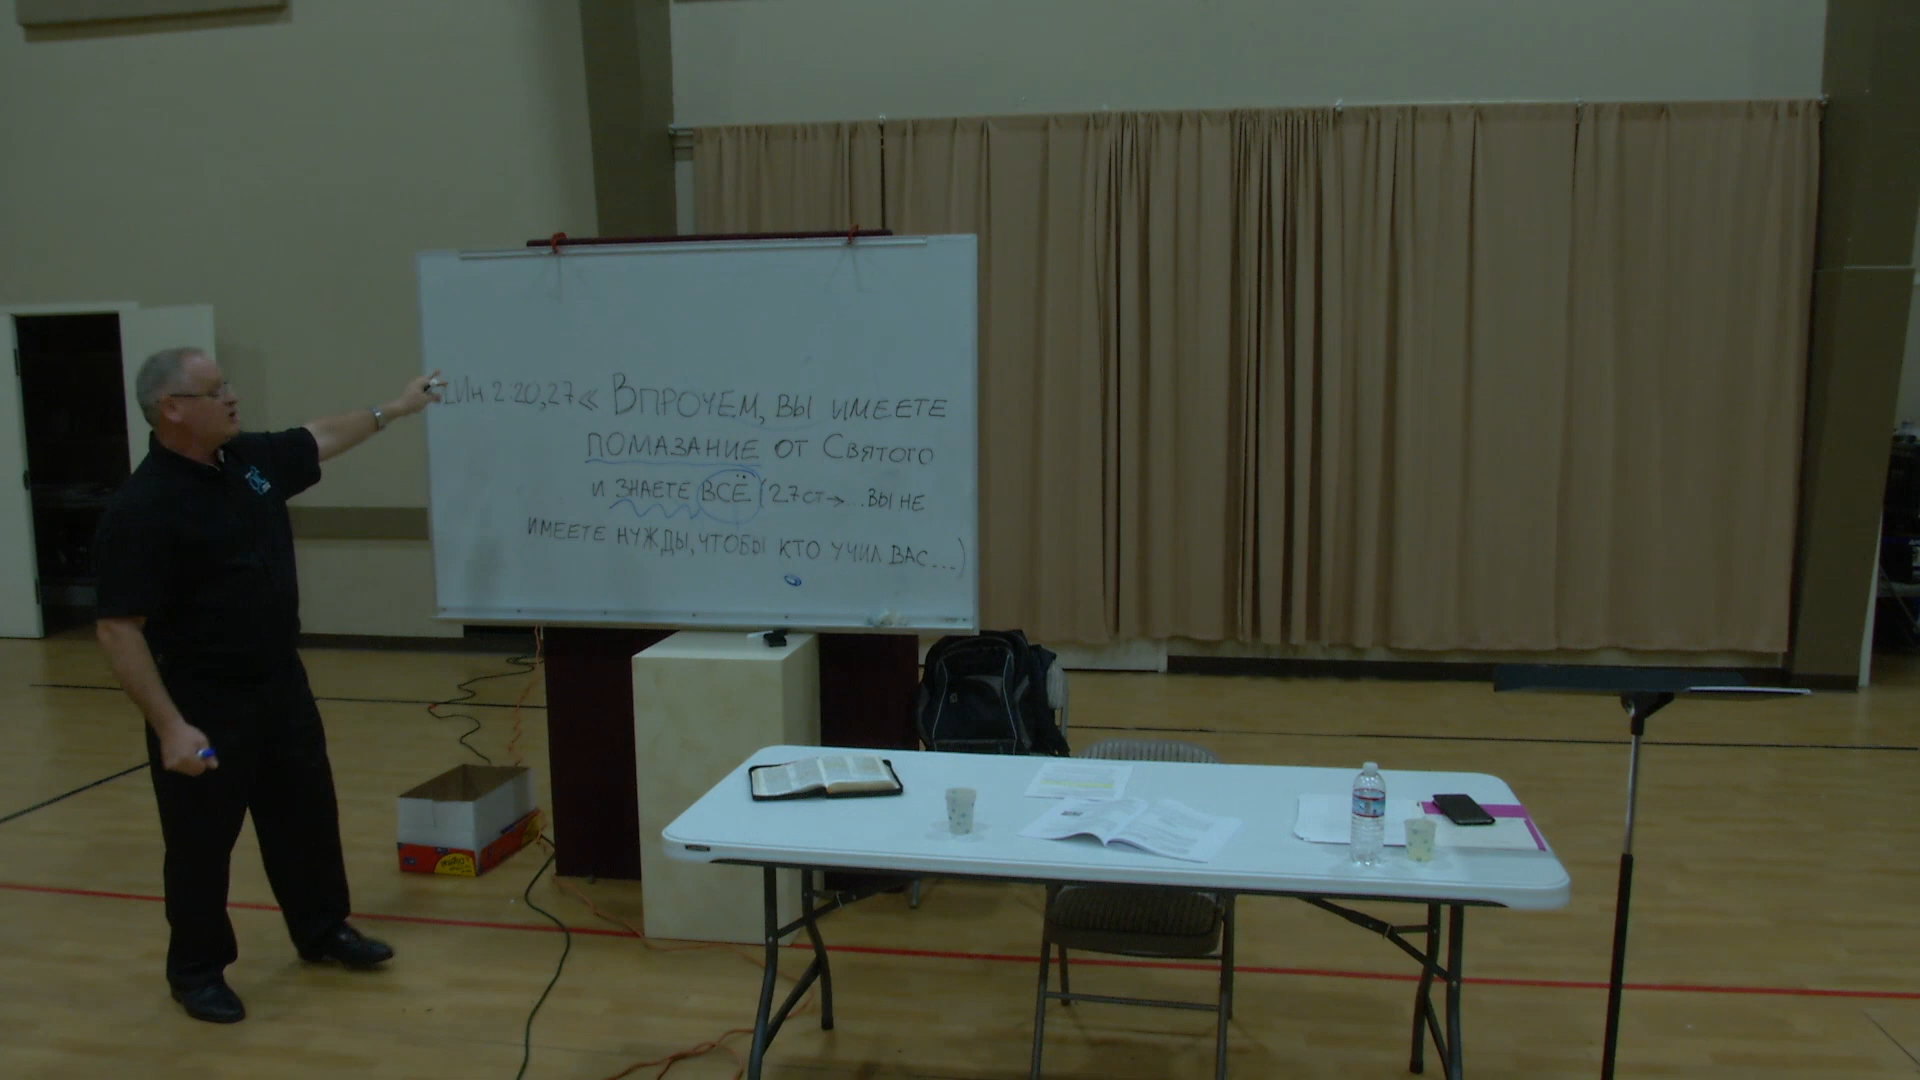 1Ин 2:20,27 « Впрочем, вы имеете
помазание от Святого
и знаете всё (27 ст → ... вы не
имеете нужды, чтобы кто учил вас ...)